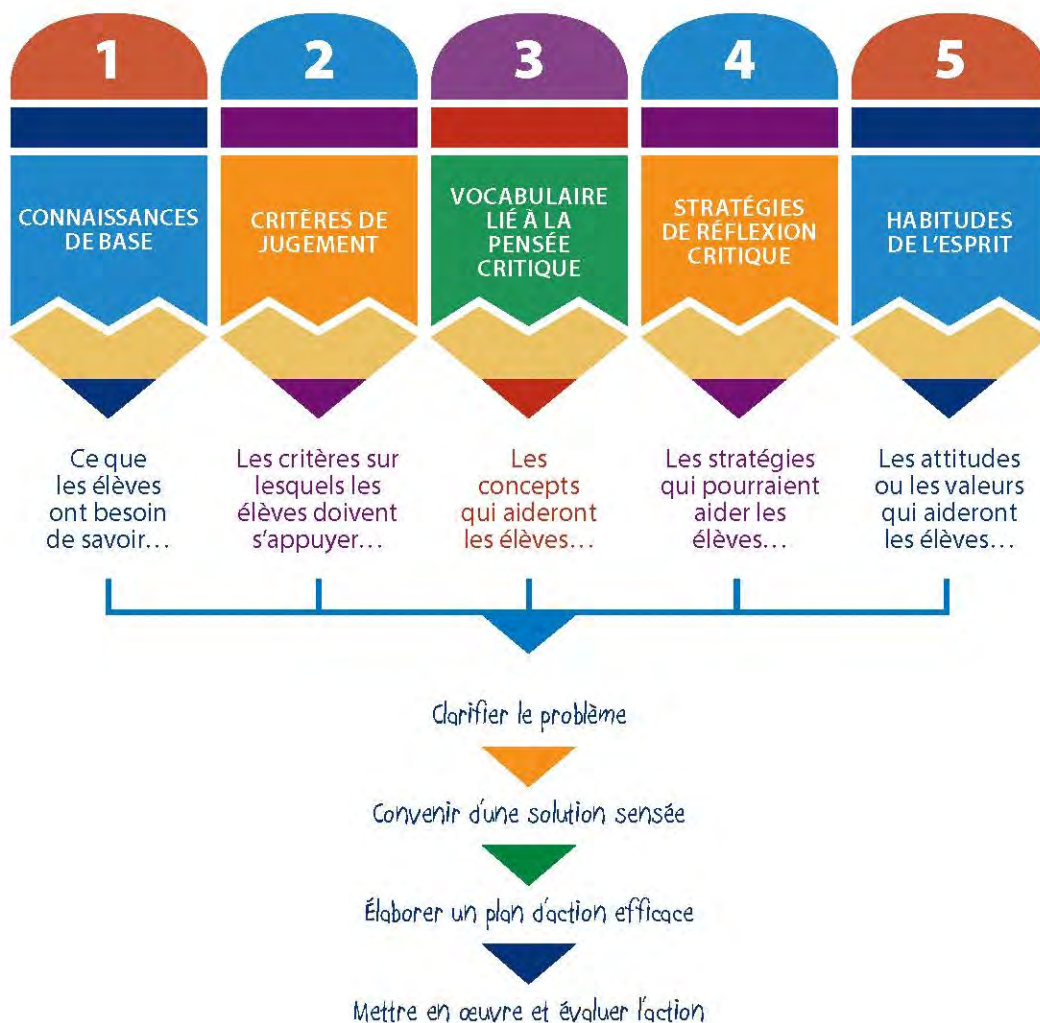 1
2
3
4
5
CONNAISSANCES
DE BASE
CRITÈRES DE
JUGEMENT
VOCABULAIRE
LIÉ À LA
PENSÉE
CRITIQUE
STRATÉGIES
DE RÉFLEXION
CRITIQUE
HABITUDES
DE L'ESPRIT
Ce que
les élèves
ont besoin
de savoir…
Les critères sur
lesquels les
élèves doivent
s'appuyer…
Les
concepts
qui aideront
les élèves…
Les stratégies
qui pourraient
aider les
élèves…
Les attitudes
ou les valeurs
qui aideront
les élèves…
Clarifier le problème
Convenir d'une solution sensée
Élaborer un plan d'action efficace
Mettre en œuvre et évaluer l'action